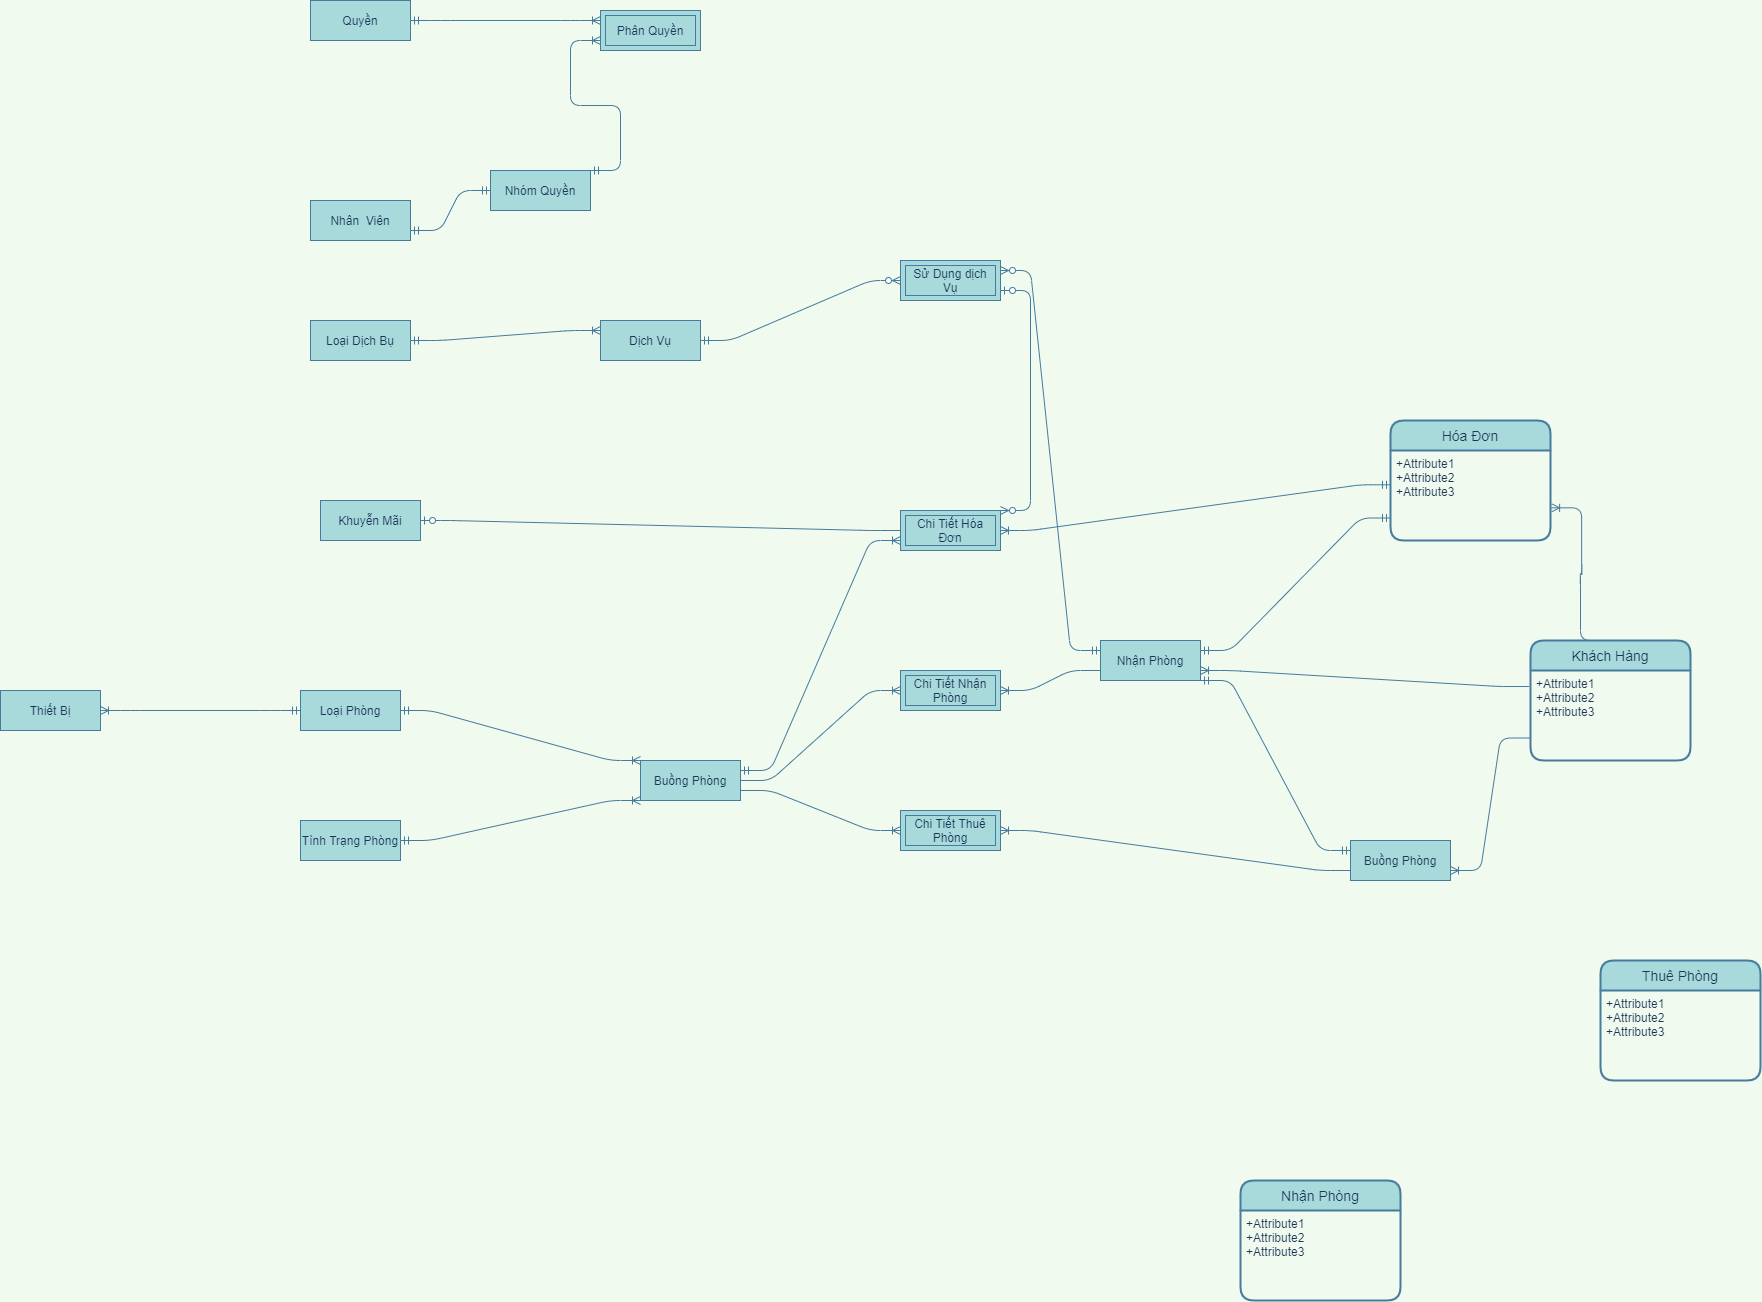 Quyền
Phân Quyền
Nhóm Quyền
Nhân  Viên
Sử Dụng dịch
Vụ
Loại Dịch Bụ
Dịch Vụ
Hóa Đơn
+Attribute1
+Attribute2
+Attribute3
Khuyễn Mãi
Chi Tiết Hóa
Đơn
Nhận Phòng
Khách Hàng
+Attribute1
+Attribute2
+Attribute3
Chi Tiết Nhận
Phòng
Thiết Bị
Loại Phòng
Buồng Phòng
Tình Trạng Phòng
Chi Tiết Thuê
Phòng
Buồng Phòng
Thuê Phòng
+Attribute1
+Attribute2
+Attribute3
Nhận Phòng
+Attribute1
+Attribute2
+Attribute3